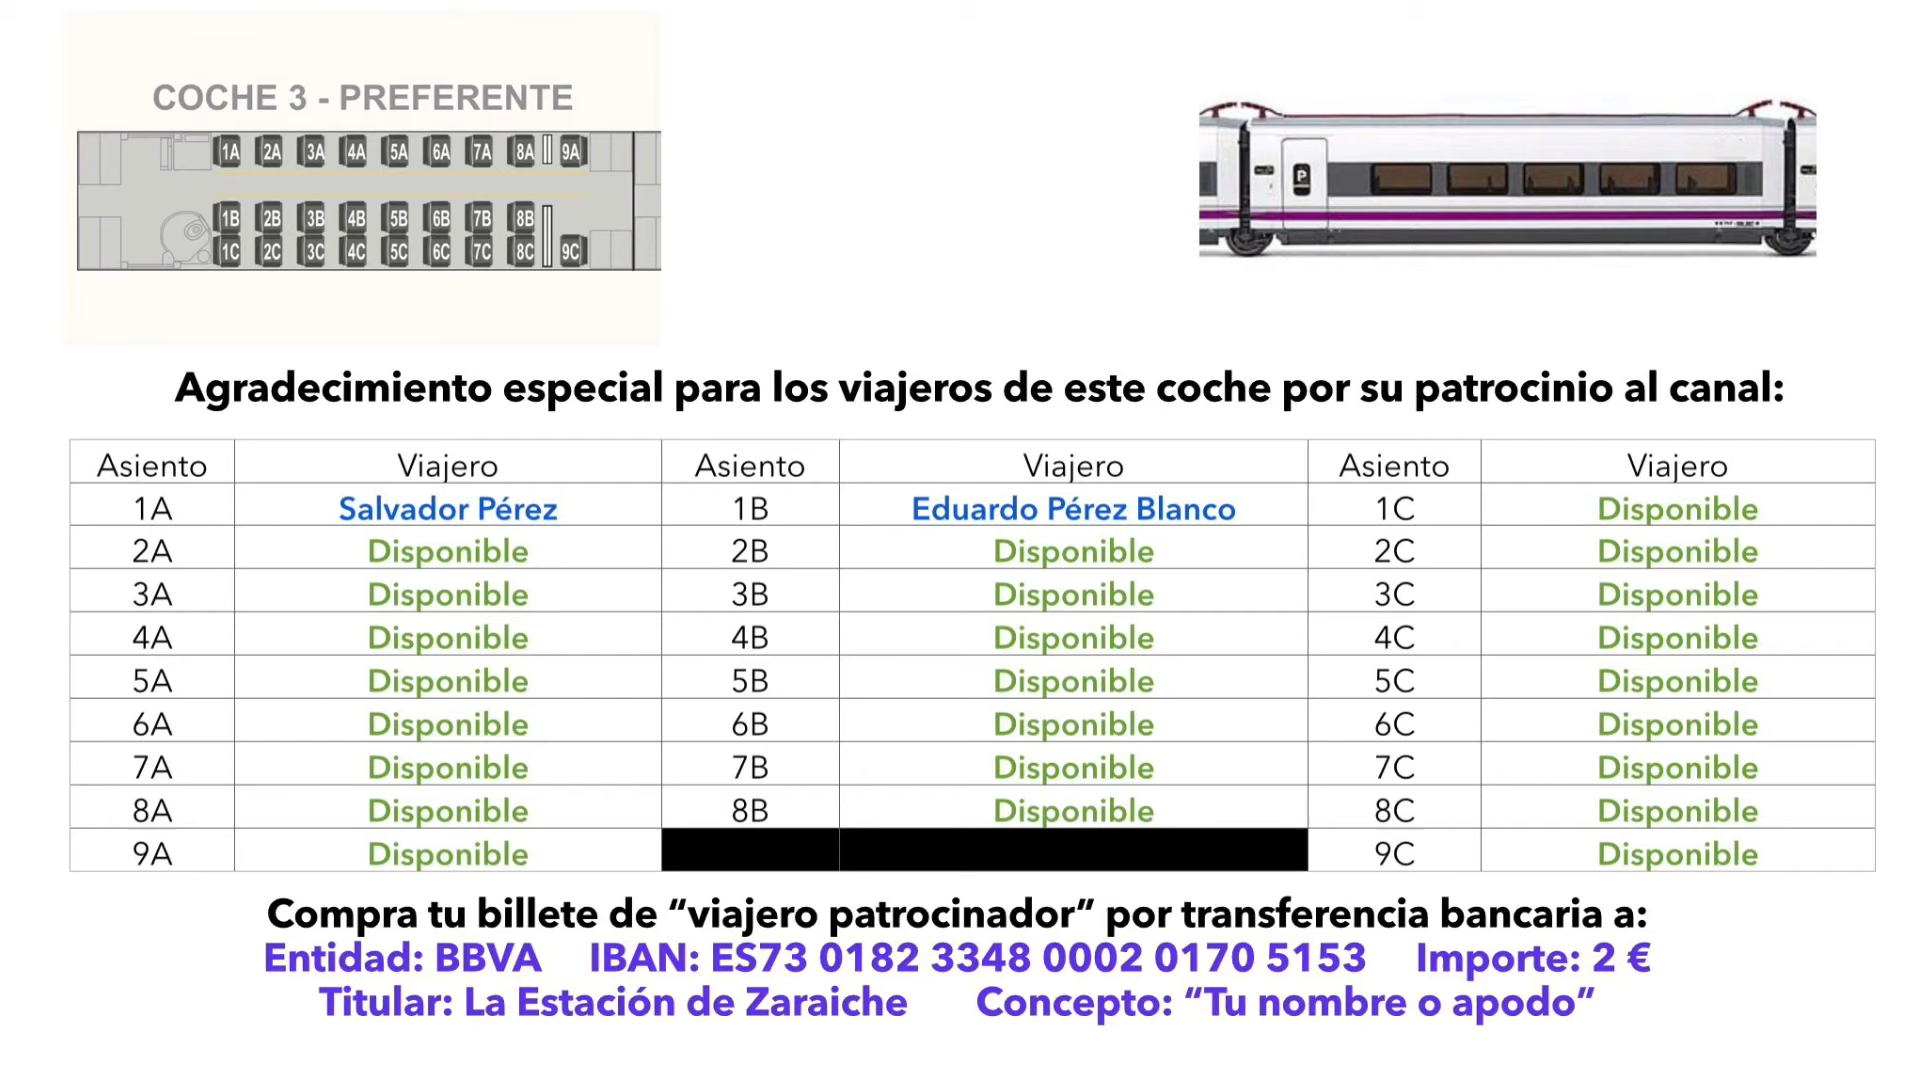 COCHE 3 - PREFERENTE
1A 2A 3A 4A 5A 6A 7A 8A 9A
1B 2B 3B 4B 5B 6B 7B 8B
1C 2C 3C 4C 5C 6C 7C 8C 9C
P
Agradecimiento especial para los viajeros de este coche por su patrocinio al canal:
Asiento Viajero Asiento Viajero Asiento Viajero
1A Salvador Pérez 1B Eduardo Pérez Blanco 1C Disponible
2A Disponible 2B Disponible 2C Disponible
3A Disponible 3B Disponible 3C Disponible
4A Disponible 4B Disponible 4C Disponible
5A Disponible 5B Disponible 5C Disponible
6A Disponible 6B Disponible 6C Disponible
7A Disponible 7B Disponible 7C Disponible
8A Disponible 8B Disponible 8C Disponible
9A Disponible 9C Disponible
Compra tu billete de “viajero patrocinador” por transferencia bancaria a:
Entidad: BBVA IBAN: ES73 0182 3348 0002 0170 5153 Importe: 2 €
Titular: La Estación de Zaraiche Concepto: “Tu nombre o apodo”